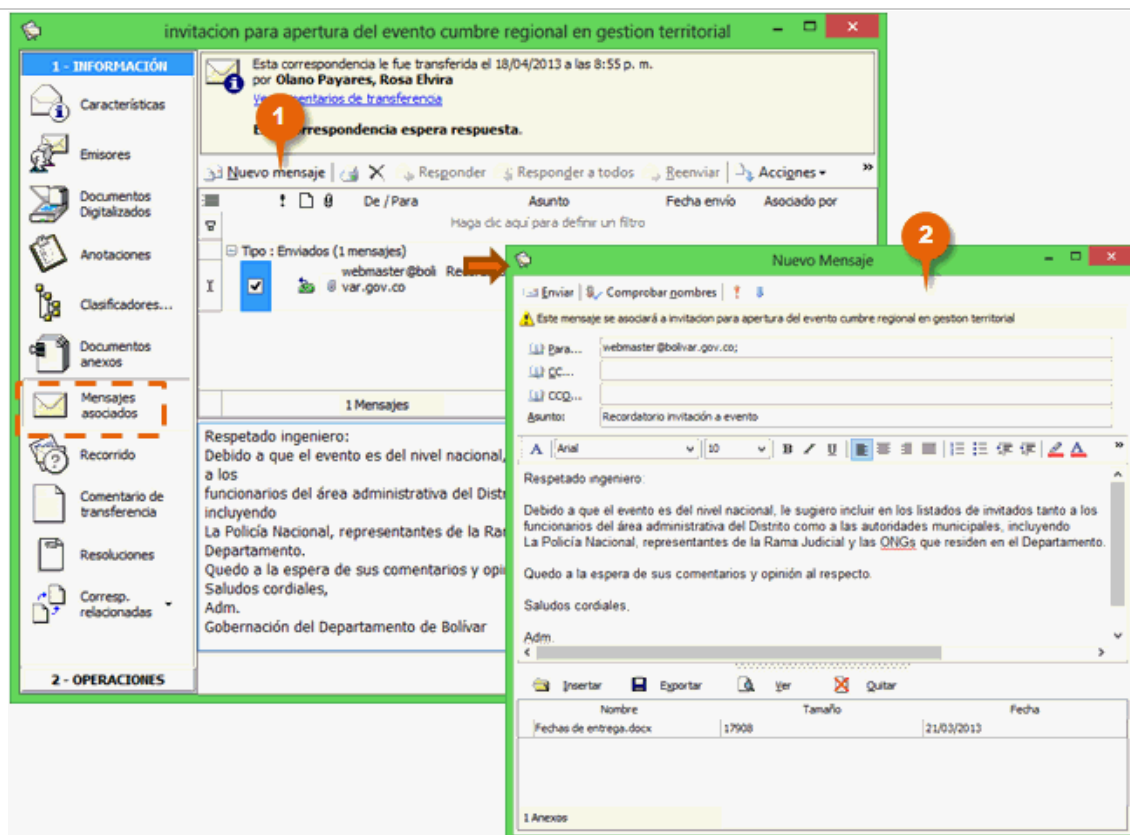 invitacion para apertura del evento cumbre regional en gestion territorial
1 - INFORMACIÓN
Características
Emisores
Documentos
Digitalizados
Anotaciones
Clasificadores...
Documentos
anexos
Mensajes
asociados
Recorrido
Comentario de
transferencia
Resoluciones
Corresp.
relacionadas
2 - OPERACIONES
Esta correspondencia le fue transferida el 18/04/2013 a las 8:55 p. m.
por Olano Payares, Rosa Elvira
de transferencia
espera respuesta.
1
Nuevo mensaje Responder Responder a todos Reenviar Acciones »
! De / Para Asunto Fecha envío Asociado por
Haga clic aquí para definir un filtro
Tipo : Enviados (1 mensajes)
webmaster@boli
var.gov.co
1 Mensajes
Respetado ingeniero:
Debido a que el evento es del nivel nacional,
a los
funcionarios del área administrativa del
incluyendo
La Policía Nacional, representantes de la
Departamento.
Quedo a la espera de sus comentarios y
Saludos cordiales,
Adm.
Gobernación del Departamento de Bolívar
2
Nuevo Mensaje
Enviar Comprobar nombres !
Este mensaje se asociará a invitacion para apertura del evento cumbre regional en gestion territorial
Para... webmaster@bolivar.gov.co;
CC...
CCO...
Asunto: Recordatorio invitación a evento
A Arial 10 B I U A »
Respetado ingeniero:
Debido a que el evento es del nivel nacional, le sugero incluir en los listados de invitados tanto a los
funcionarios del área administrativa del Distrito como a las autoridades municipales, incluyendo
La Policía Nacional, representantes de la Rama Judicial y las ONGs que residen en el Departamento.
Quedo a la espera de sus comentarios y opinión al respecto.
Saludos cordiales,
Adm.
Insertar Exportar Ver Quitar
Nombre Tamaño Fecha
Fechas de entrega.docx 17908 21/03/2013
1 Anexos